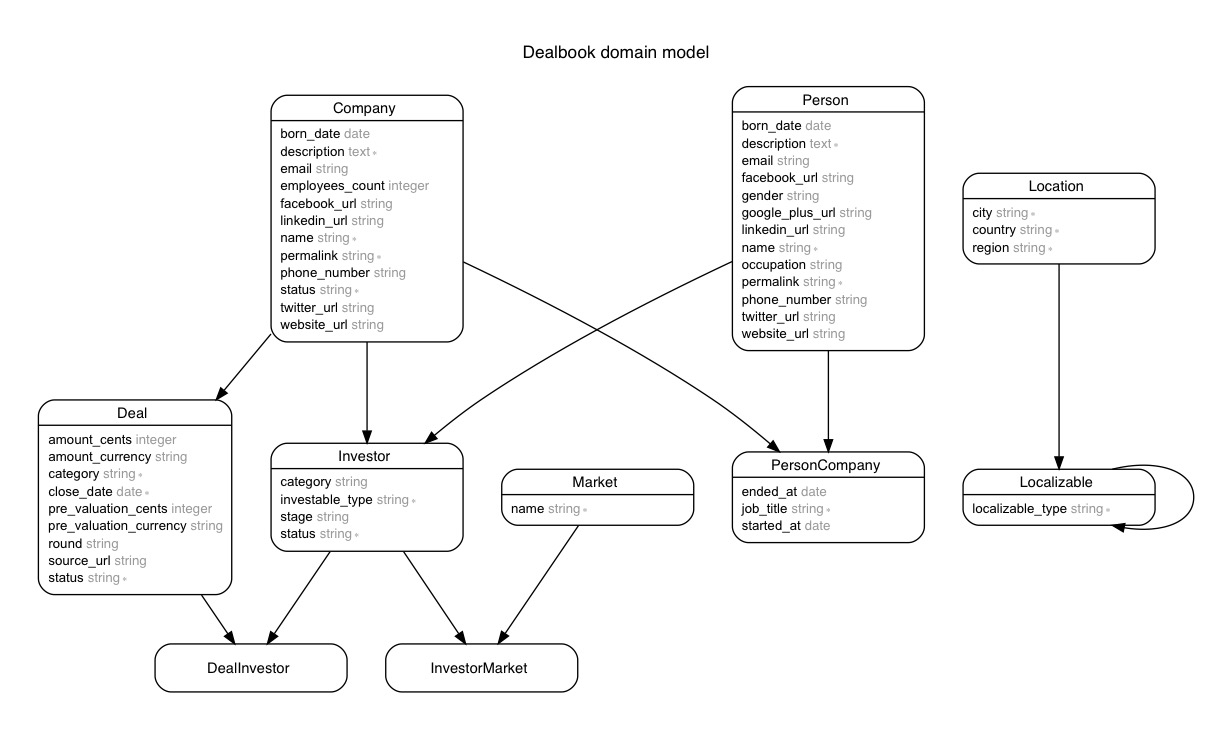 Dealbook domain model
Company
born_date date
description text *
email string
employees_count integer
facebook_url string
linkedin_url string
name string *
permalink string *
phone_number string
status string *
twitter_url string
website_url string
Person
born_date date
description text *
email string
facebook_url string
gender string
google_plus_url string
linkedin_url string
name string *
occupation string
permalink string *
phone_number string
twitter_url string
website_url string
Location
city string *
country string *
region string *
Deal
amount_cents integer
amount_currency string
category string *
close_date date *
pre_valuation_cents integer
pre_valuation_currency string
round string
source_url string
status string *
Investor
category string
investable_type string *
stage string
status string *
Market
name string *
PersonCompany
ended_at date
job_title string *
started_at date
Localizable
localizable_type string *
DealInvestor
InvestorMarket